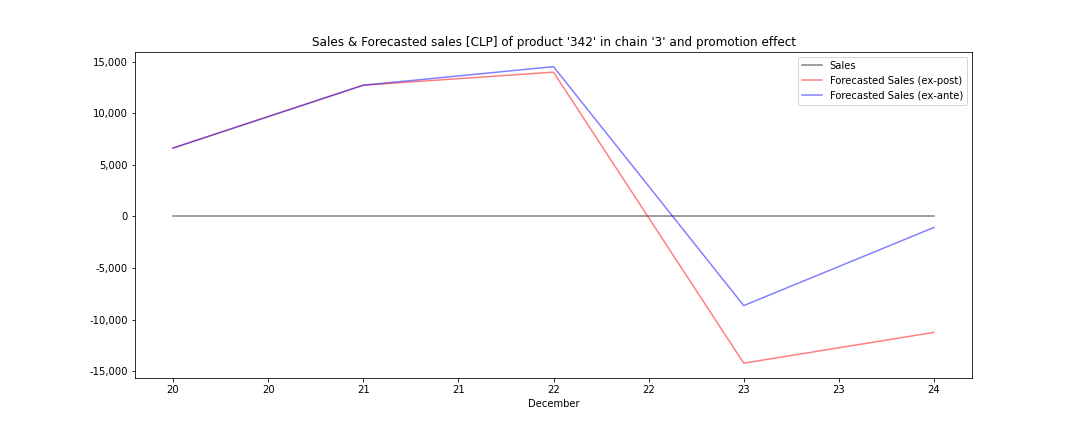 Sales & Forecasted sales [CLP] of product '342' in chain '3' and promotion effect
Sales
Forecasted Sales (ex-post)
Forecasted Sales (ex-ante)
15,000
10,000
5,000
0
-5,000
-10,000
-15,000
20 20 21 21 22 22 23 23 24
December